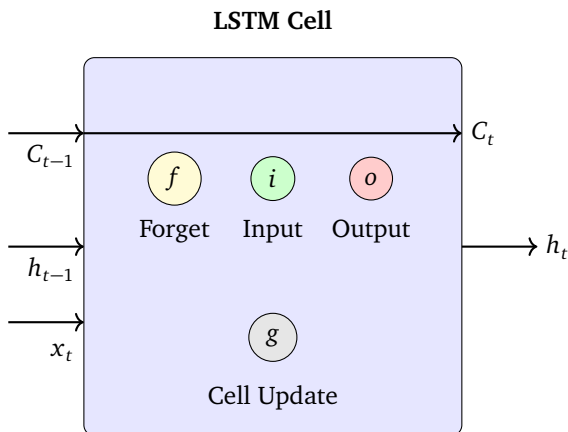 LSTM Cell
C_{t−1}
C_t
f
i
o
Forget
Input
Output
h_{t−1}
h_t
x_t
g
Cell Update